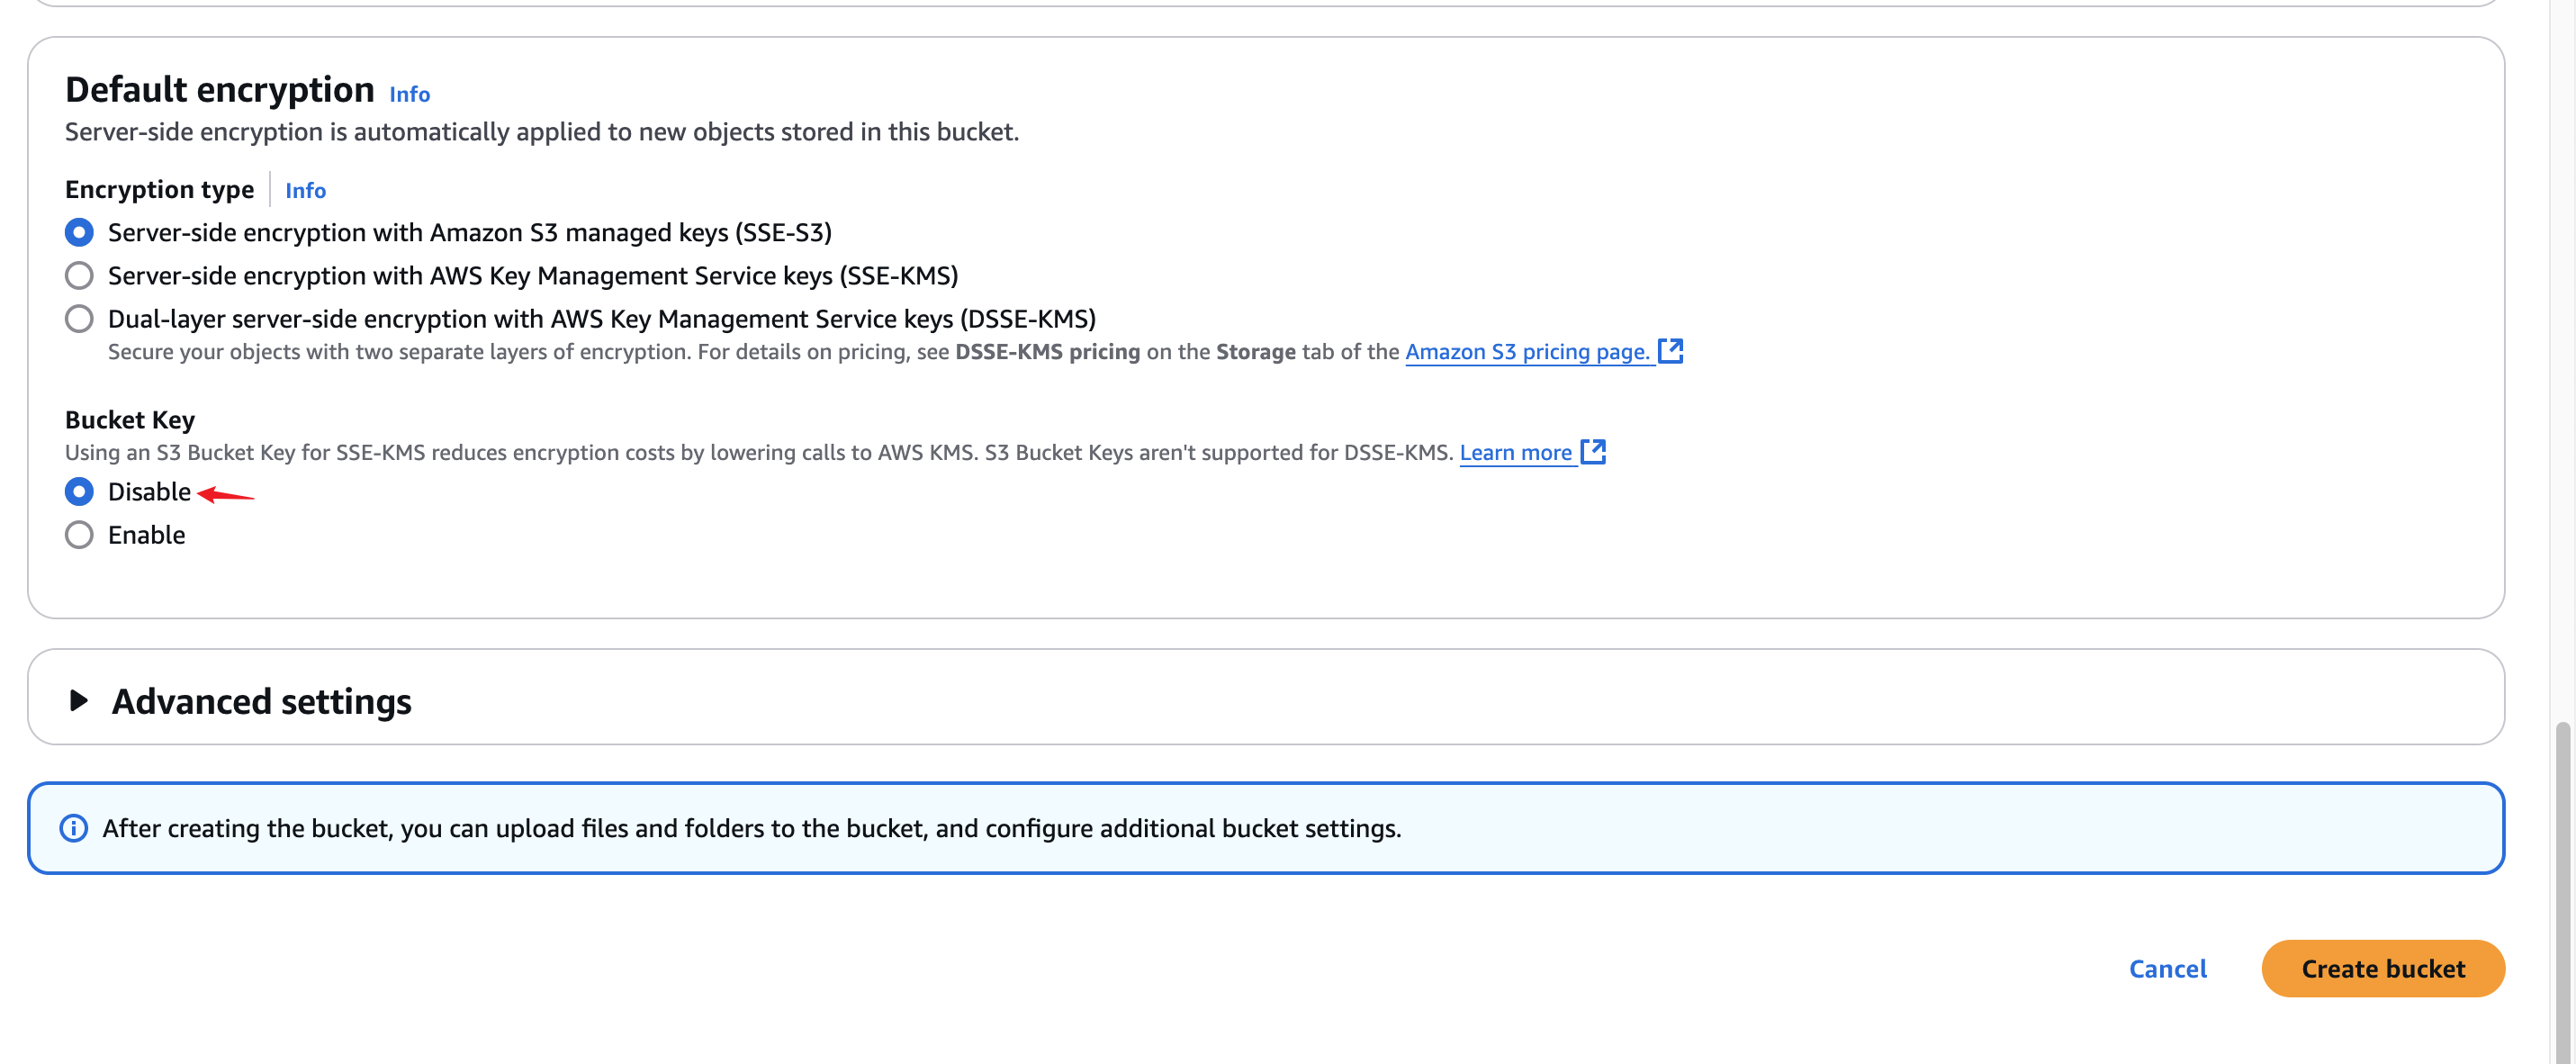 Default encryption Info
Server-side encryption is automatically applied to new objects stored in this bucket.
Encryption type Info
Server-side encryption with Amazon S3 managed keys (SSE-S3)
Server-side encryption with AWS Key Management Service keys (SSE-KMS)
Dual-layer server-side encryption with AWS Key Management Service keys (DSSE-KMS)
Secure your objects with two separate layers of encryption. For details on pricing, see DSSE-KMS pricing on the Storage tab of the Amazon S3 pricing page.
Bucket Key
Using an S3 Bucket Key for SSE-KMS reduces encryption costs by lowering calls to AWS KMS. S3 Bucket Keys aren't supported for DSSE-KMS. Learn more
Disable
Enable
Advanced settings
After creating the bucket, you can upload files and folders to the bucket, and configure additional bucket settings.
Cancel Create bucket